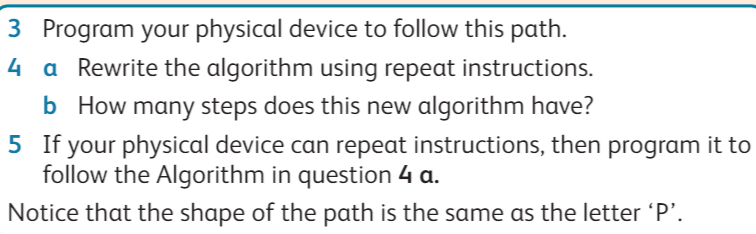 3 Program your physical device to follow this path.
4 a Rewrite the algorithm using repeat instructions.
b How many steps does this new algorithm have?
5 If your physical device can repeat instructions, then program it to
follow the Algorithm in question 4 a.
Notice that the shape of the path is the same as the letter ‘P’.